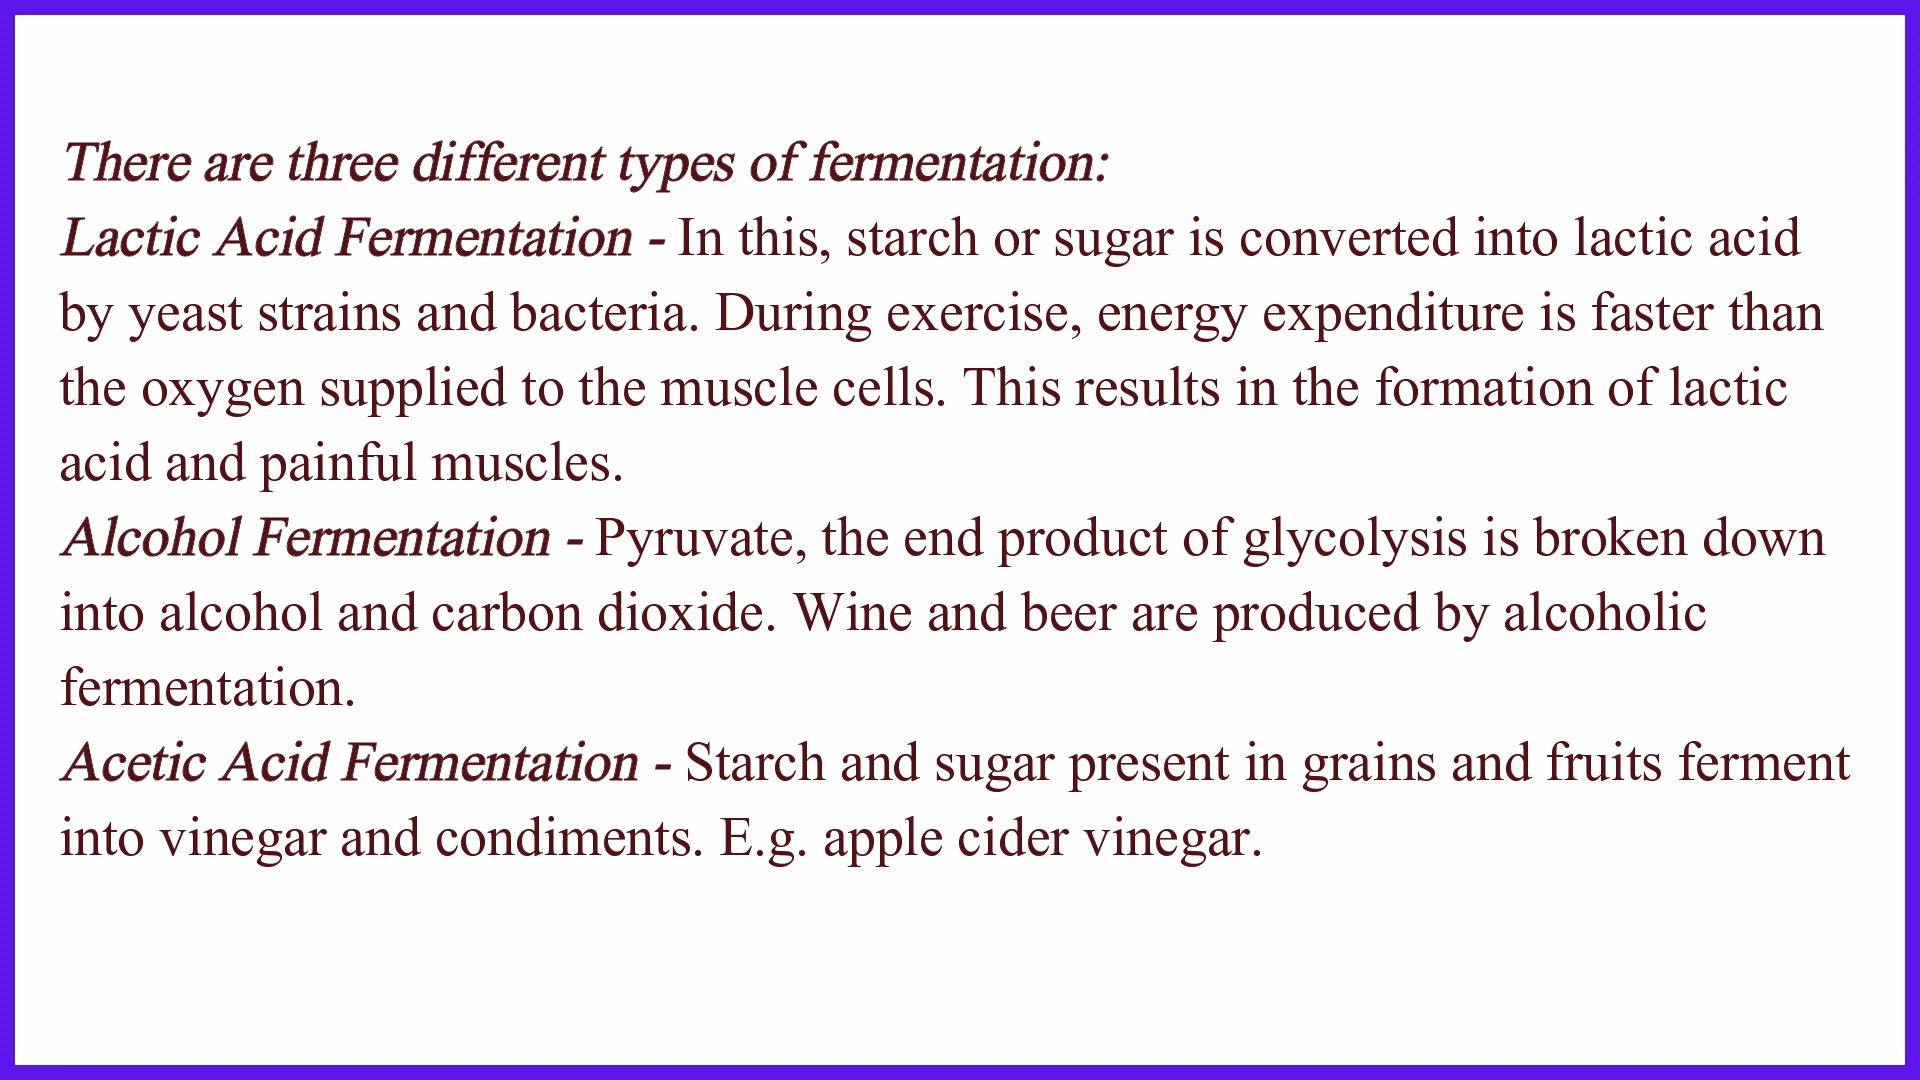 There are three different types of fermentation:
Lactic Acid Fermentation - In this, starch or sugar is converted into lactic acid
by yeast strains and bacteria. During exercise, energy expenditure is faster than
the oxygen supplied to the muscle cells. This results in the formation of lactic
acid and painful muscles.
Alcohol Fermentation - Pyruvate, the end product of glycolysis is broken down
into alcohol and carbon dioxide. Wine and beer are produced by alcoholic
fermentation.
Acetic Acid Fermentation - Starch and sugar present in grains and fruits ferment
into vinegar and condiments. E.g. apple cider vinegar.